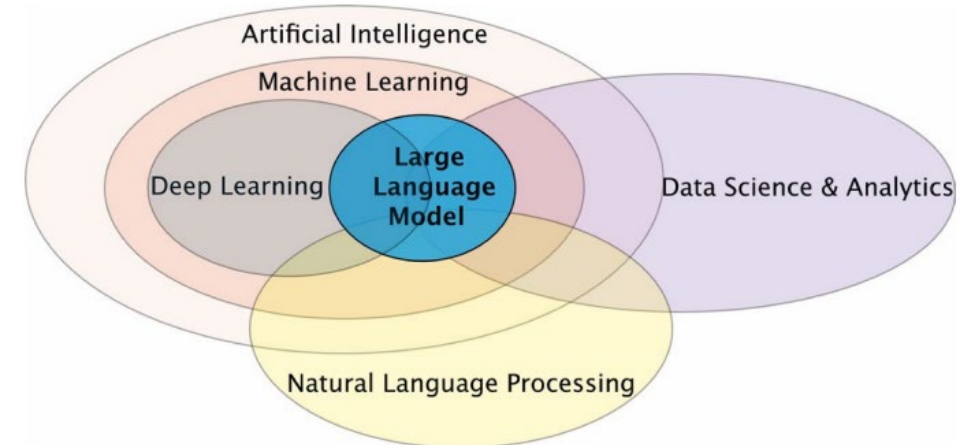 Artificial Intelligence
Machine Learning
Deep Learning
Large
Language
Model
Data Science & Analytics
Natural Language Processing